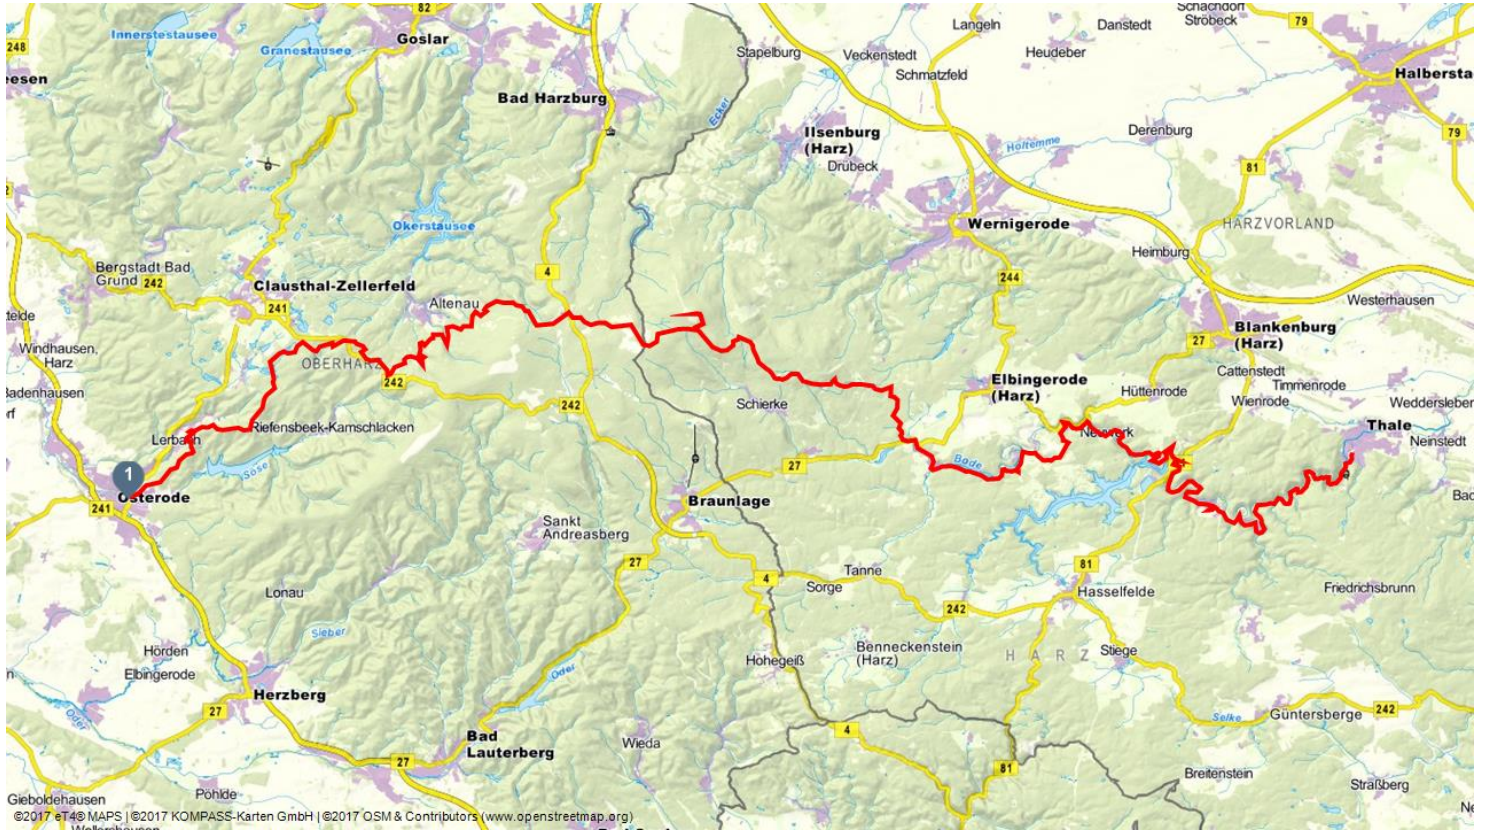 82
Schachdorf
Ströbeck
Innerstestausee
Langeln
Danstedt
79
248
Granestausee
Goslar
Stapelburg
Veckenstedt
Heudeber
eesen
Schmatzfeld
Halbersta
Bad Harzburg
Ecker
Ilsenburg
(Harz)
Derenburg
79
Holtemme
Drübeck
81
2
Okerstausee
Wernigerode
HARZVORLAND
Heimburg
Bergstadt Bad
Grund
242
4
244
Clausthal-Zellerfeld
Altenau
241
Westerhausen
Blankenburg
(Harz)
27
Windhausen,
Harz
OBERHARZ
242
Elbingerode
(Harz)
Cattenstedt
Timmenrode
Hüttenrode
Wienrode
Badenhausen
Schierke
242
Weddersleber
Thale
Neinstedt
Lerbach
Riefensbeek-Kamschlacken
Neuwerk
Söse
27
Bode
1
Osterode
241
Braunlage
Sankt
Andreasberg
27
4
Tanne
Sorge
81
Hasselfelde
Friedrichsbrunn
Lonau
242
Sieber
Hörden
Elbingerode
Hohegeiß
Benneckenstein
(Harz)
HARZ
Stiege
Oder
Herzberg
27
Oder
Selke
Güntersberge
242
Bad
Lauterberg
Wieda
4
27
81
Breitenstein
Straßberg
Pöhlde
Gieboldehausen
©2017 eT4® MAPS | ©2017 KOMPASS-Karten GmbH | ©2017 OSM & Contributors (www.openstreetmap.org)